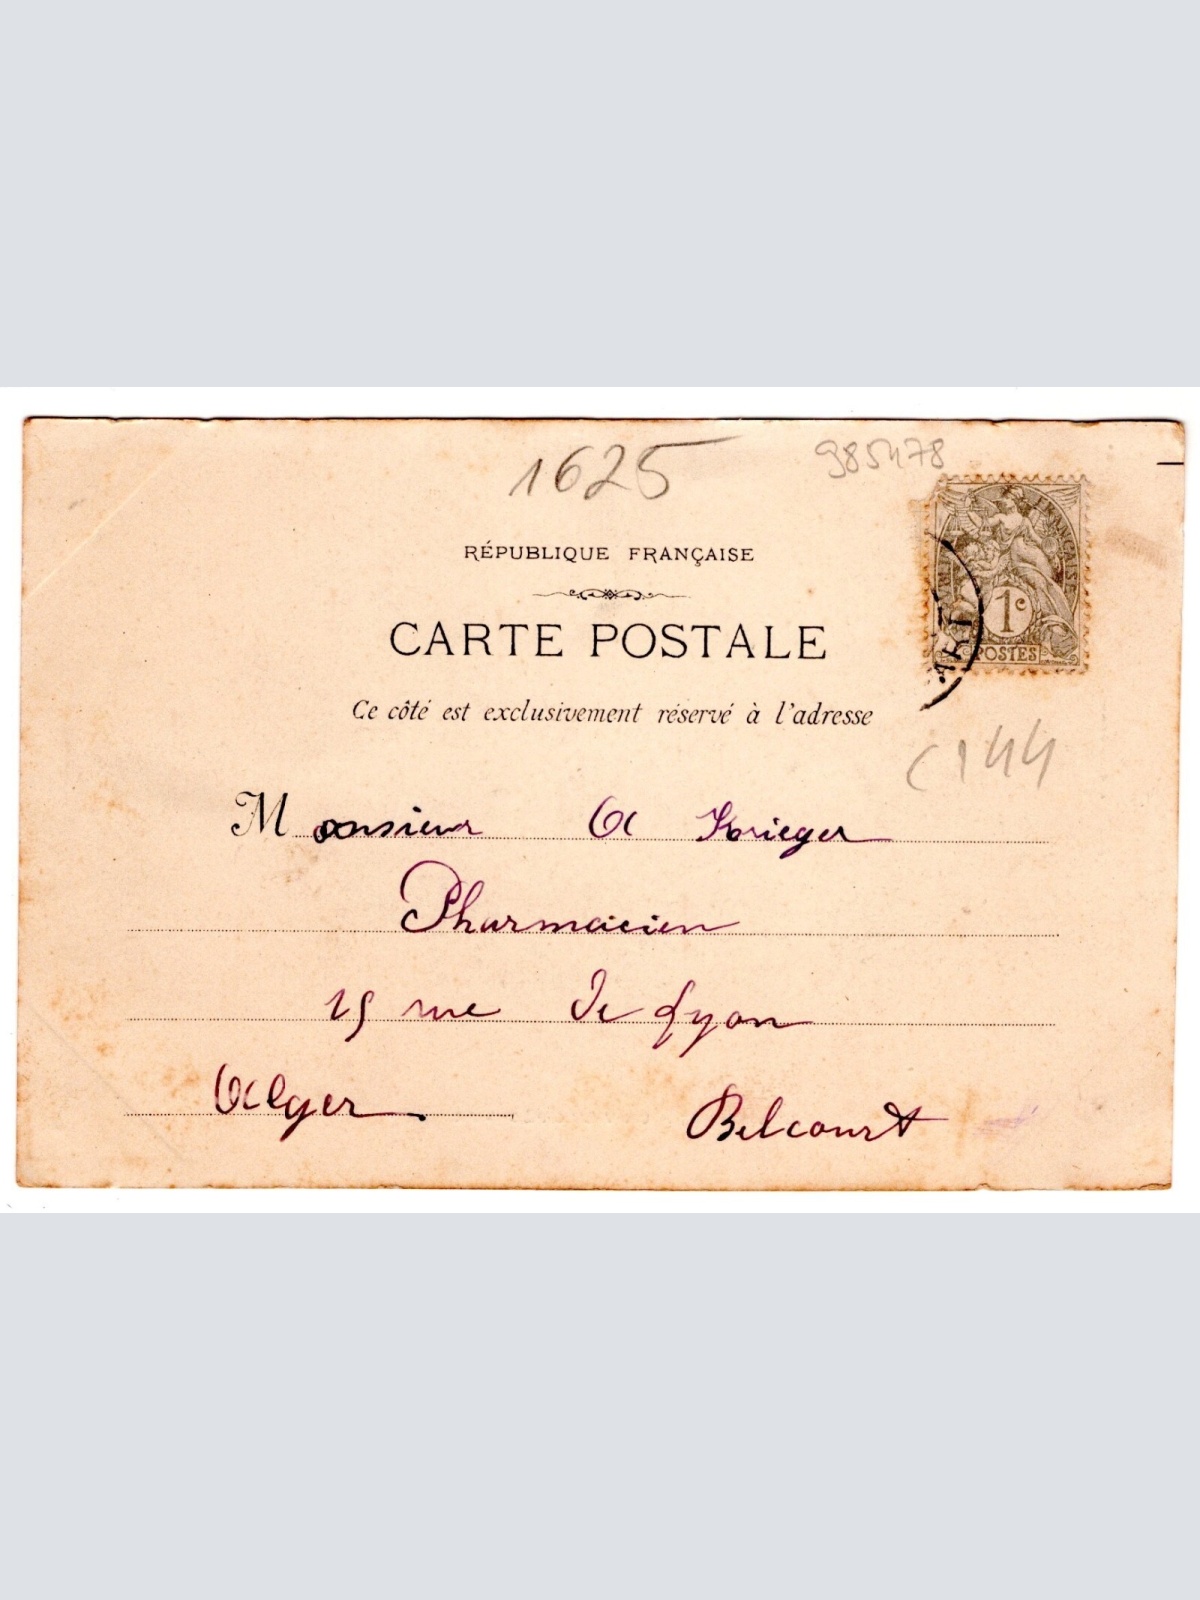 1625
985478
RÉPUBLIQUE FRANÇAISE
CARTE POSTALE
Ce côté est exclusivement réservé à l'adresse
1c
POSTES
C144
Monsieur A Krieger
Pharmacien
15 rue de Lyon
Alger Belcourt